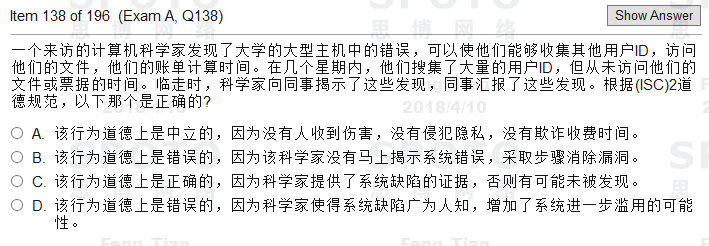 Item 138 of 196 (Exam A, Q138)
Show Answer
一个来访的计算机科学家发现了大学的大型主机中的错误，可以使他们能够收集其他用户ID，访问
他们的文件，他们的账单计算时间。在几个星期内，他们搜集了大量的用户ID，但从未访问他们的
文件或票据的时间。临走时，科学家向同事揭示了这些发现，同事汇报了这些发现。根据(ISC)2道
德规范，以下那个是正确的?
2018/4/10
A. 该行为道德上是中立的，因为没有人收到伤害，没有侵犯隐私，没有欺诈收费时间。
B. 该行为道德上是错误的，因为该科学家没有马上揭示系统错误，采取步骤消除漏洞。
C. 该行为道德上是正确的，因为科学家提供了系统缺陷的证据，否则有可能未被发现。
D. 该行为道德上是错误的，因为科学家使得系统缺陷广为人知，增加了系统进一步滥用的可能
性。
SPOTO
思博网络
Feng Tian